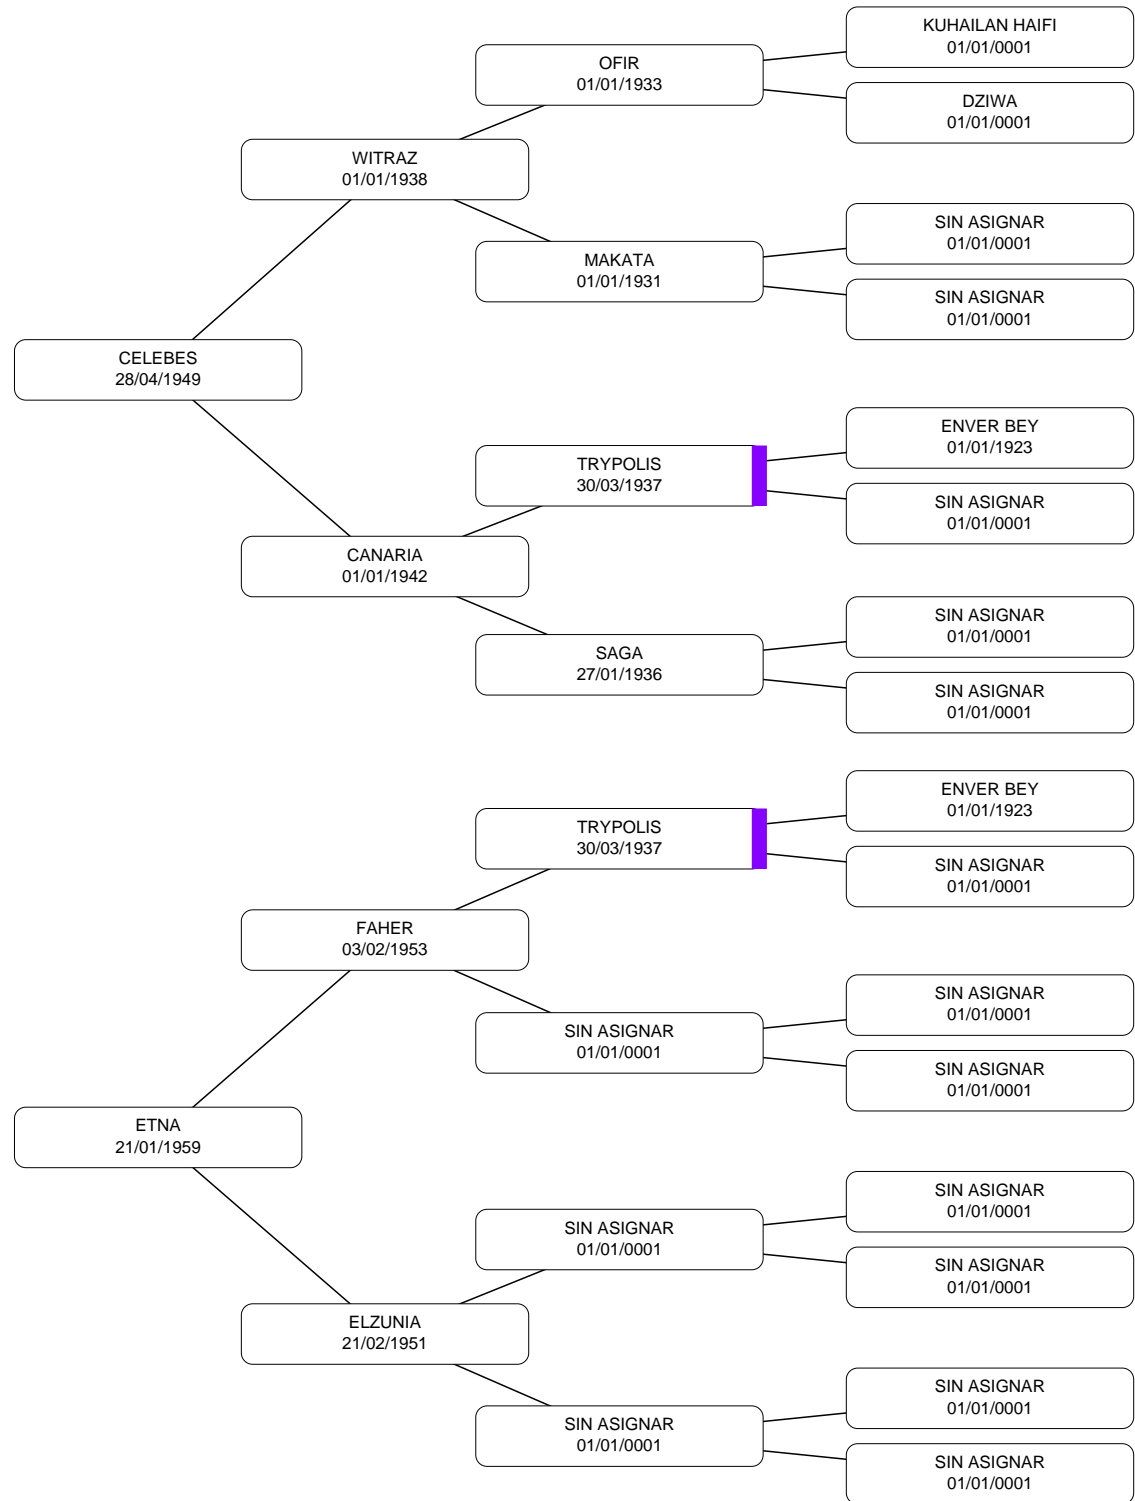 KUHAILAN HAIFI
01/01/0001
OFIR
01/01/1933
DZIWA
01/01/0001
WITRAZ
01/01/1938
SIN ASIGNAR
01/01/0001
MAKATA
01/01/1931
SIN ASIGNAR
01/01/0001
CELEBES
28/04/1949
ENVER BEY
01/01/1923
TRYPOLIS
30/03/1937
SIN ASIGNAR
01/01/0001
CANARIA
01/01/1942
SIN ASIGNAR
01/01/0001
SAGA
27/01/1936
SIN ASIGNAR
01/01/0001
ENVER BEY
01/01/1923
TRYPOLIS
30/03/1937
SIN ASIGNAR
01/01/0001
FAHER
03/02/1953
SIN ASIGNAR
01/01/0001
SIN ASIGNAR
01/01/0001
SIN ASIGNAR
01/01/0001
ETNA
21/01/1959
SIN ASIGNAR
01/01/0001
SIN ASIGNAR
01/01/0001
SIN ASIGNAR
01/01/0001
ELZUNIA
21/02/1951
SIN ASIGNAR
01/01/0001
SIN ASIGNAR
01/01/0001
SIN ASIGNAR
01/01/0001